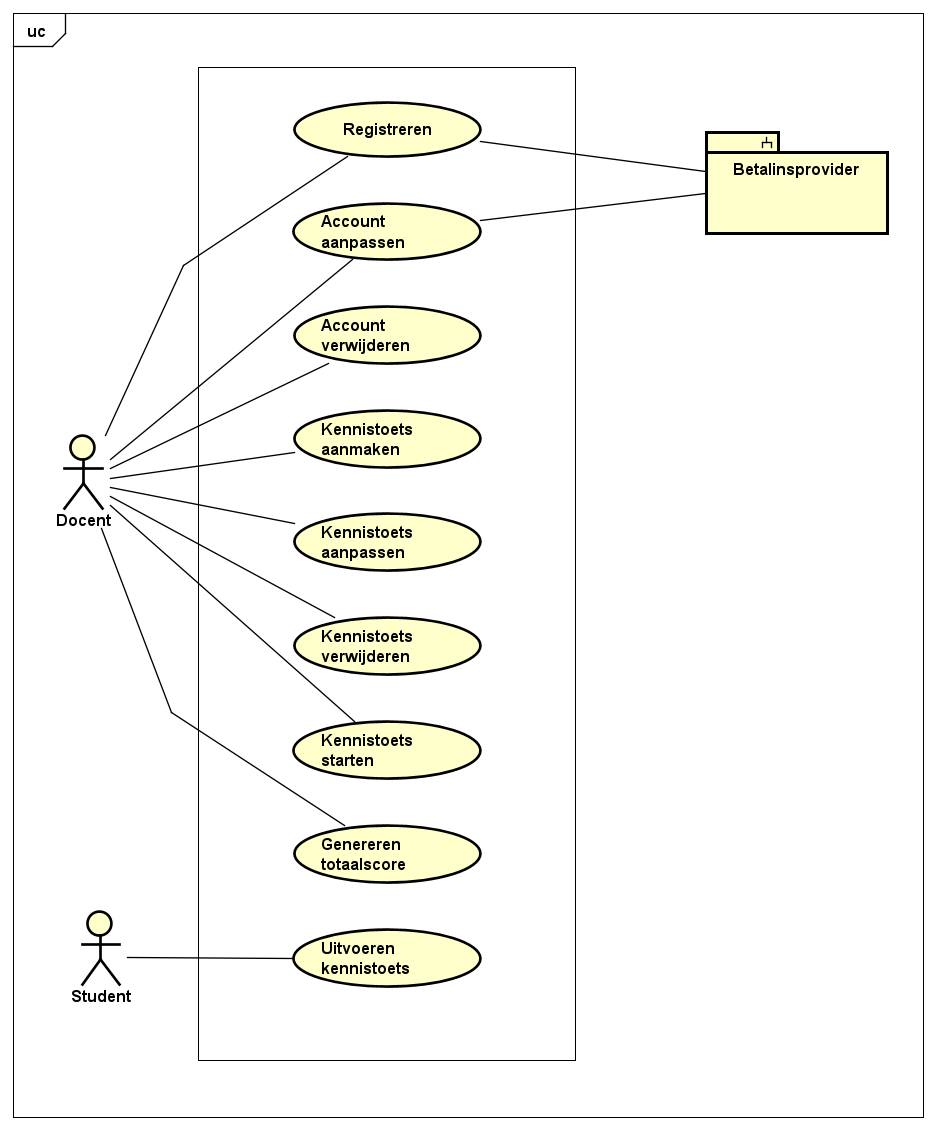 uc
Registreren
Betalinsprovider
Account
aanpassen
Account
verwijderen
Kennistoets
aanmaken
Docent
Kennistoets
aanpassen
Kennistoets
verwijderen
Kennistoets
starten
Genereren
totaalscore
Uitvoeren
kennistoets
Student